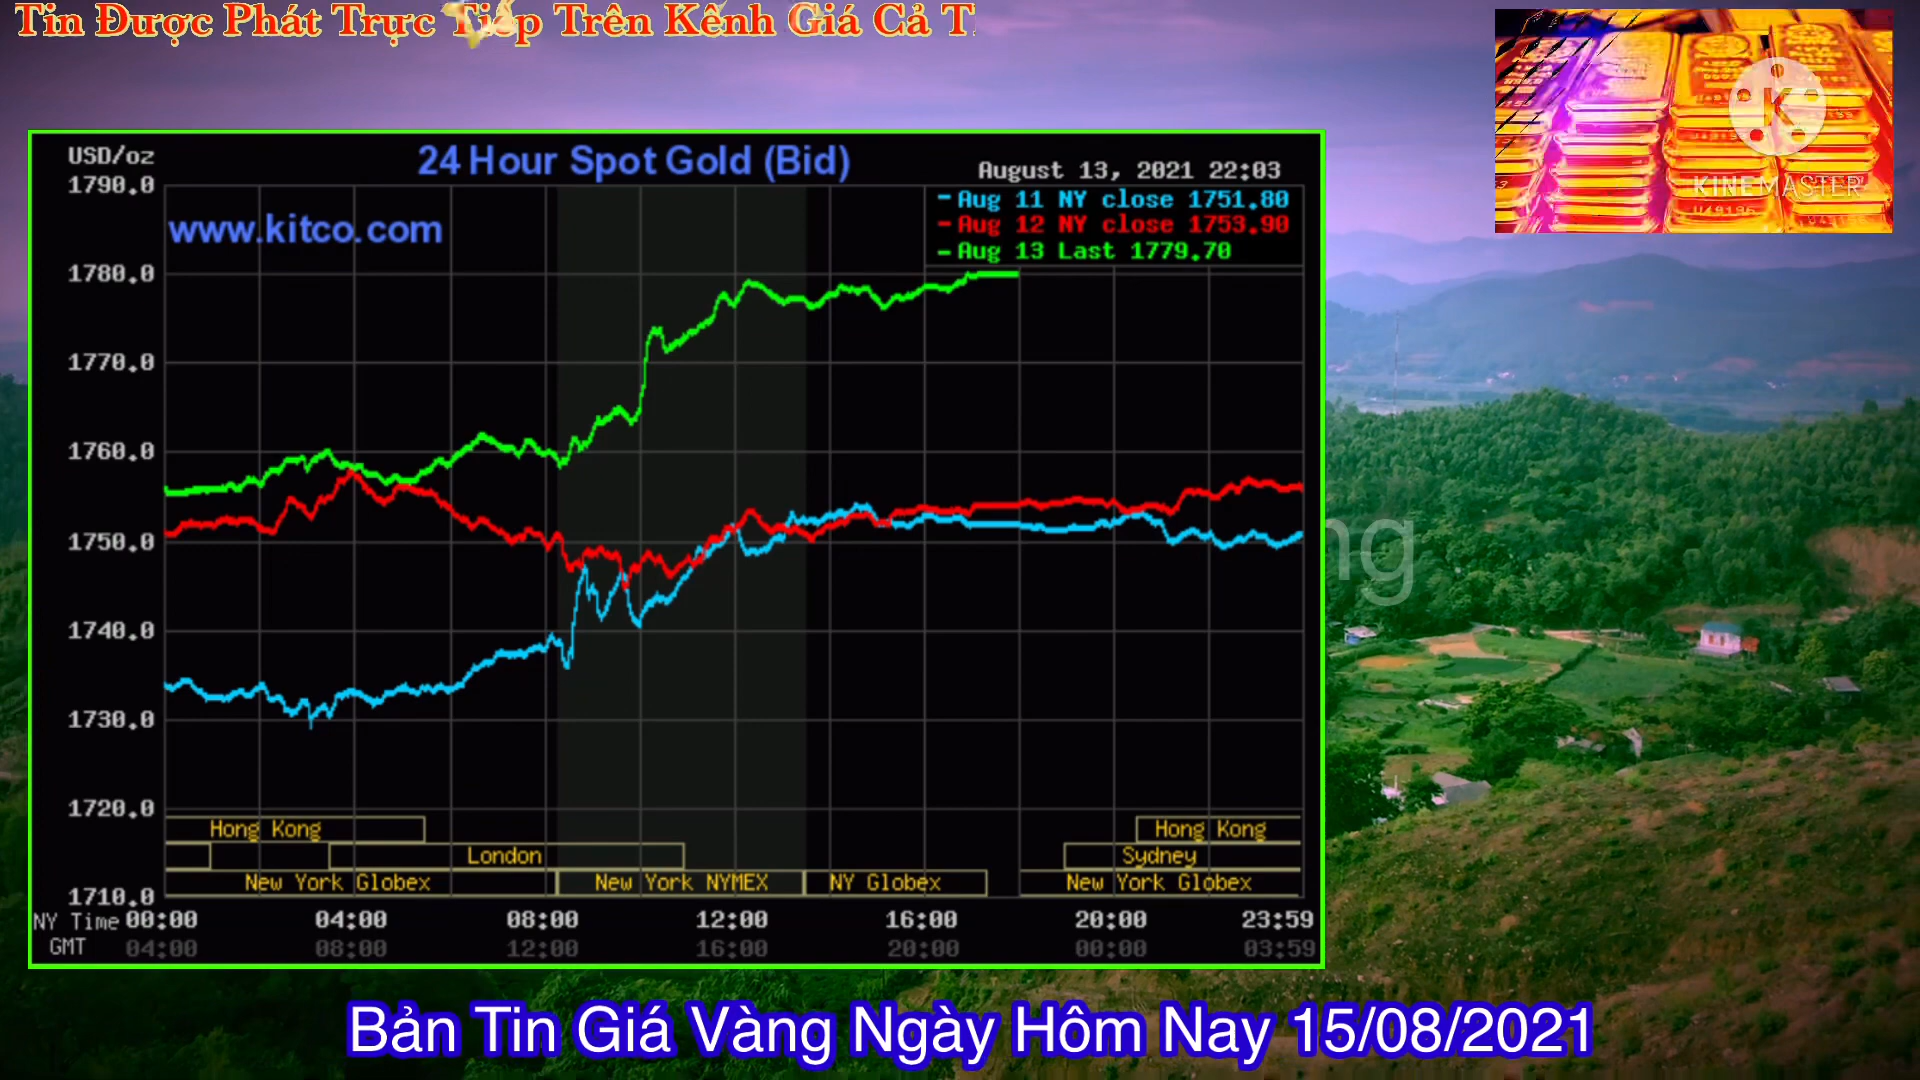 Tin Được Phát Trực Tiếp Trên Kênh Giá Cả T
KINEMASTER
USD/oz
24 Hour Spot Gold (Bid)
August 13, 2021 22:03
1790.0
Aug 11 NY close 1751.80
www.kitco.com
Aug 12 NY close 1753.90
Aug 13 Last 1779.70
1780.0
1770.0
1760.0
1750.0
ng
1740.0
1730.0
1720.0
Hong Kong
Hong Kong
London
Sydney
New York Globex
New York NYMEX
NY Globex
New York Globex
1710.0
NY Time 00:00 04:00 08:00 12:00 16:00 20:00 23:59
GMT 04:00 08:00 12:00 16:00 20:00 00:00 03:59
Bản Tin Giá Vàng Ngày Hôm Nay 15/08/2021